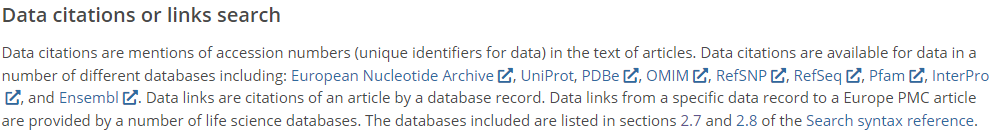 Data citations or links search
Data citations are mentions of accession numbers (unique identifiers for data) in the text of articles. Data citations are available for data in a
number of different databases including: European Nucleotide Archive, UniProt, PDBe, OMIM, RefSNP, RefSeq, Pfam, InterPro
, and Ensembl. Data links are citations of an article by a database record. Data links from a specific data record to a Europe PMC article
are provided by a number of life science databases. The databases included are listed in sections 2.7 and 2.8 of the Search syntax reference.